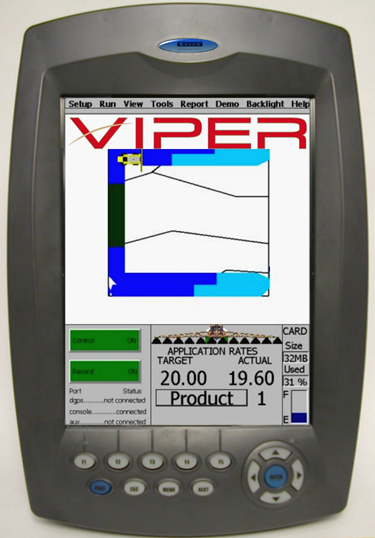 RAVEN
Setup Run View Tools Report Demo Backlight Help
VIPER
Control ON
Record ON
Port Status
dgps........not connected
console............connected
aux........not connected
APPLICATION RATES
TARGET ACTUAL
20.00 19.60
Product 1
CARD
Size
32MB
Used
31 %
F
E
F1 F2 F3 F4 F5
ESC MENU NEXT
ENTER